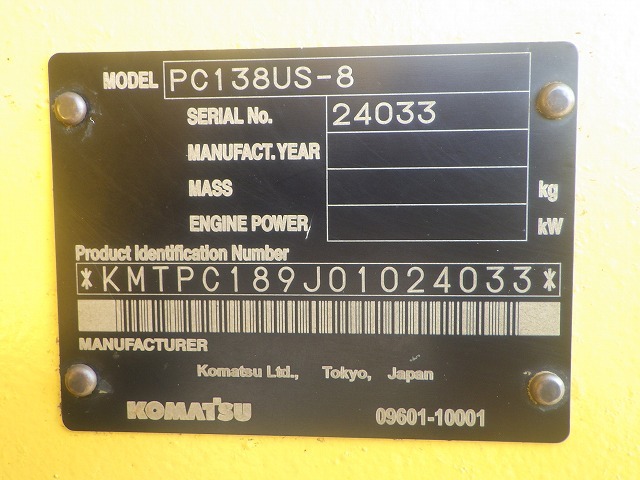 MODEL PC138US-8
SERIAL No. 24033
MANUFACT. YEAR
MASS kg
ENGINE POWER kW
Product Identification Number
*KMTPC189J01024033*
MANUFACTURER
Komatsu Ltd., Tokyo, Japan
KOMATSU 09601-10001